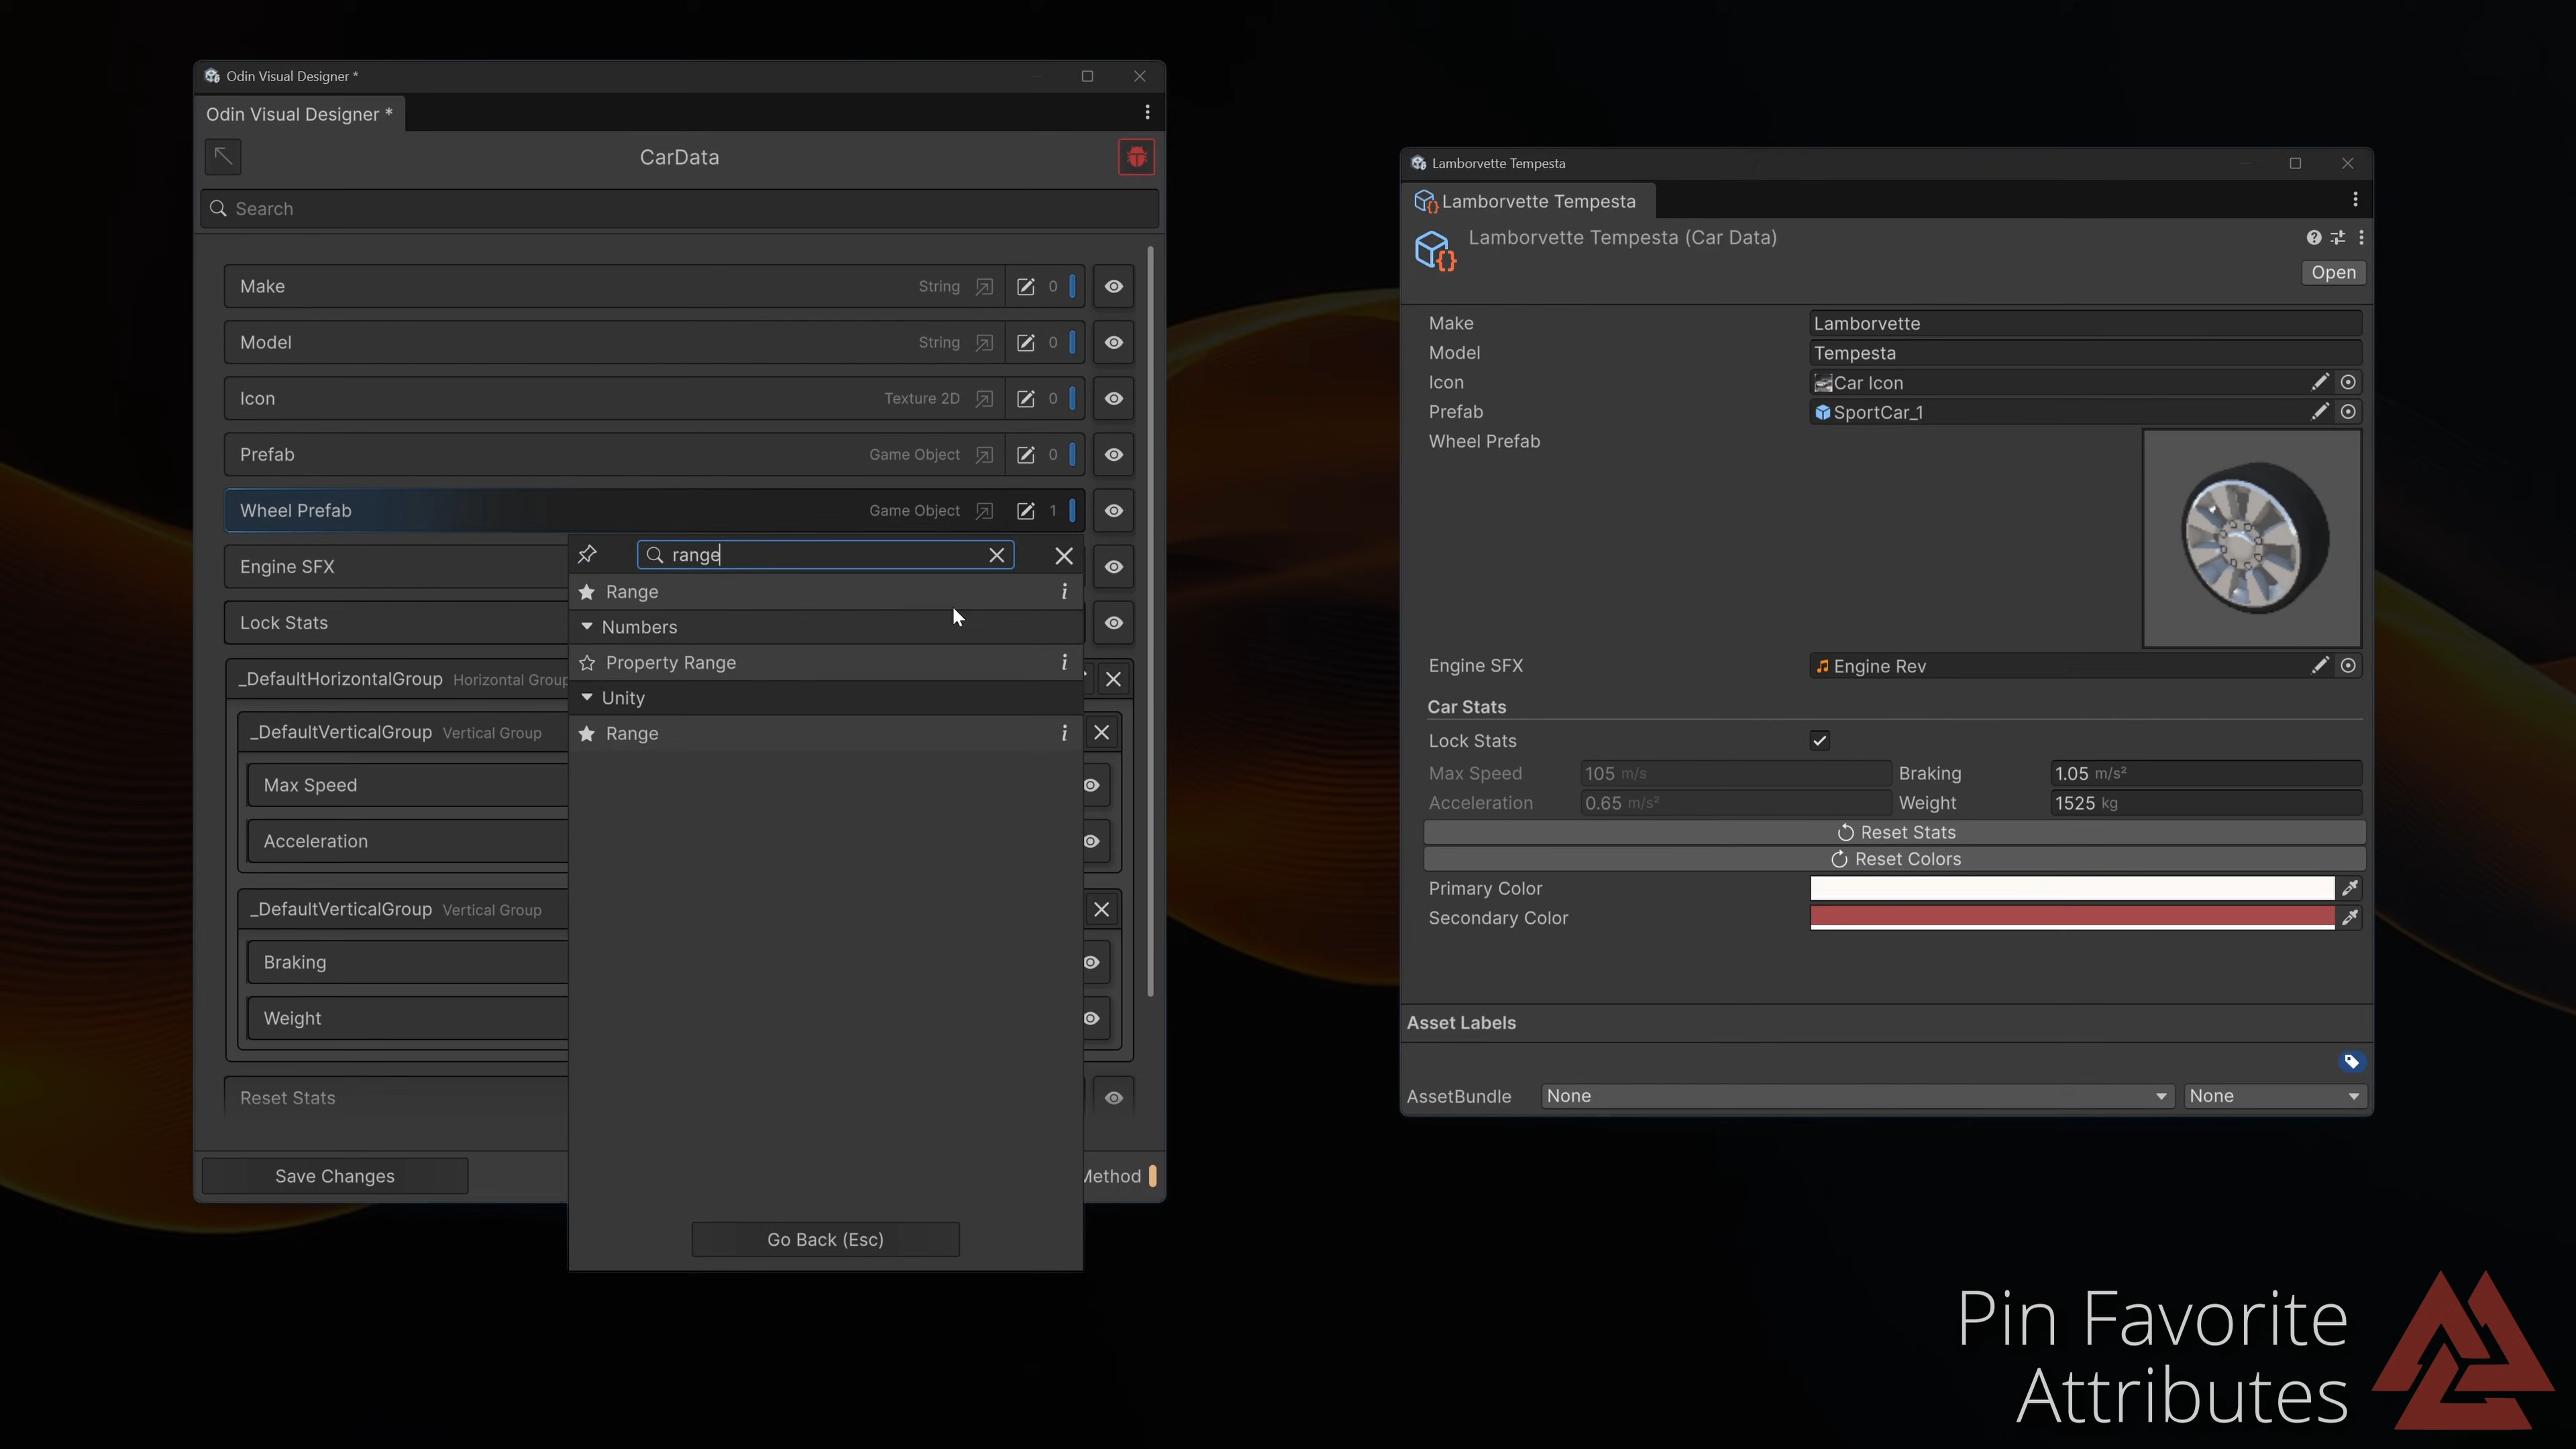 Odin Visual Designer *
Odin Visual Designer *
CarData
Search
Make String 0
Model String 0
Icon Texture 2D 0
Prefab Game Object 0
Wheel Prefab Game Object 1
range
Engine SFX
Range i
Lock Stats
Numbers
Property Range i
_DefaultHorizontalGroup Horizontal Group
Unity
_DefaultVerticalGroup Vertical Group
Range i
Max Speed
Acceleration
_DefaultVerticalGroup Vertical Group
Braking
Weight
Reset Stats
Save Changes
Method
Go Back (Esc)
Lamborvette Tempesta
Lamborvette Tempesta
Lamborvette Tempesta (Car Data)
Open
Make Lamborvette
Model Tempesta
Icon Car Icon
Prefab SportCar_1
Wheel Prefab
Engine SFX Engine Rev
Car Stats
Lock Stats
Max Speed 105 m/s Braking 1.05 m/s²
Acceleration 0.65 m/s² Weight 1525 kg
Reset Stats
Reset Colors
Primary Color
Secondary Color
Asset Labels
AssetBundle None None
Pin Favorite
Attributes